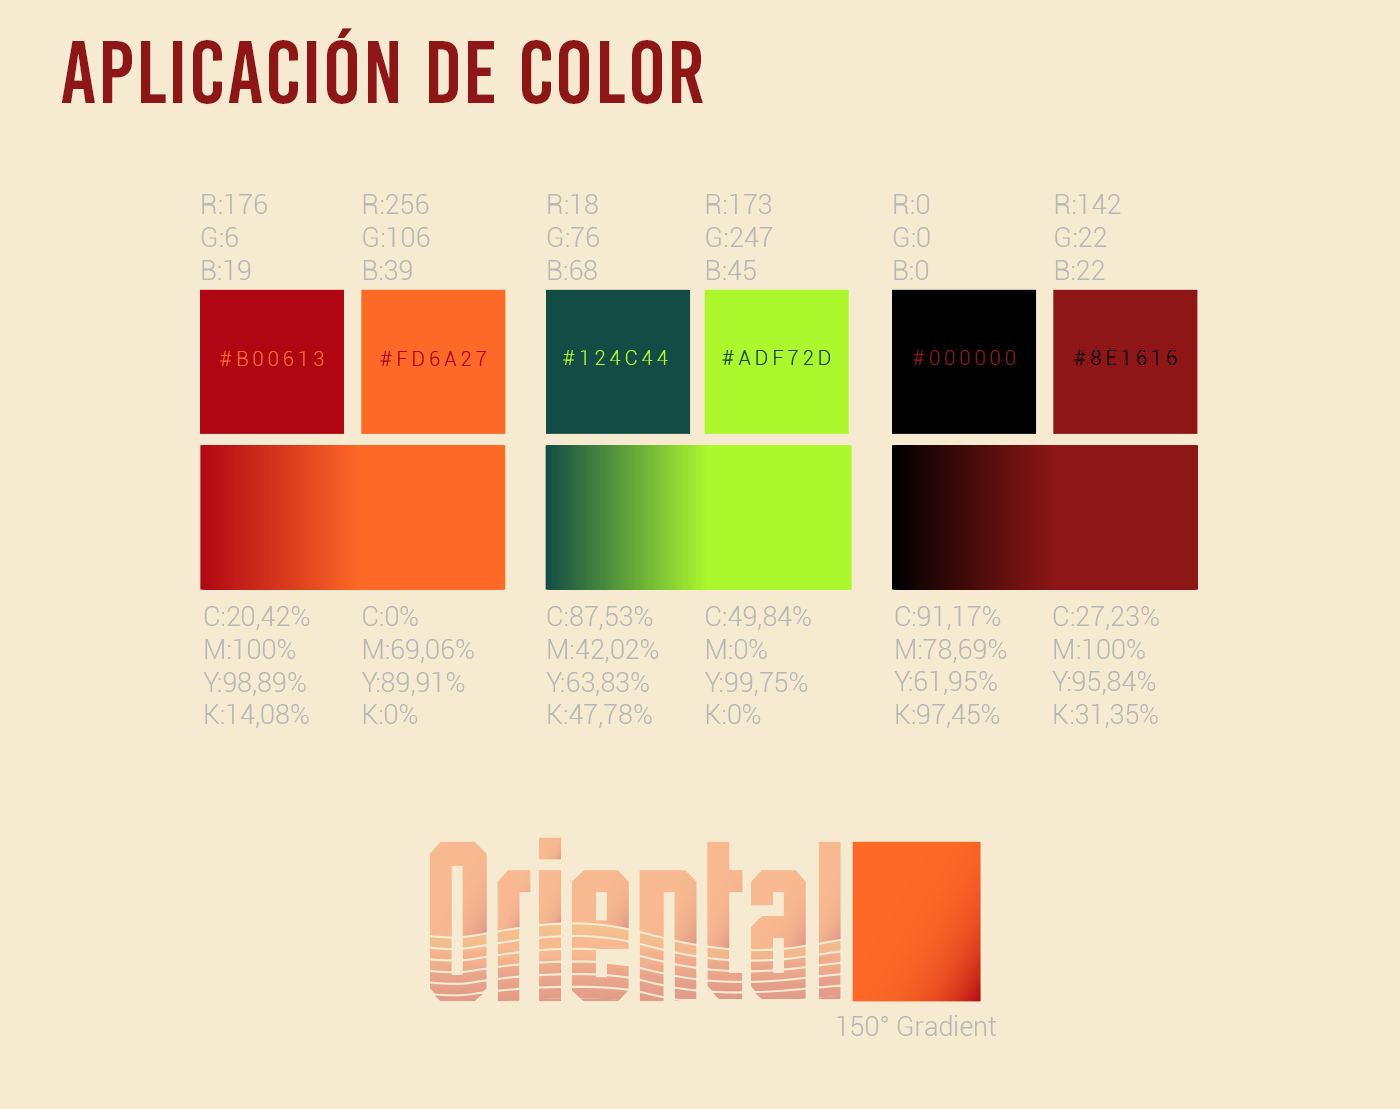 APLICACIÓN DE COLOR
R:176
G:6
B:19
R:256
G:106
B:39
R:18
G:76
B:68
R:173
G:247
B:45
R:0
G:0
B:0
R:142
G:22
B:22
#B00613
#FD6A27
#124C44
#ADF72D
#000000
#8E1616
C:20,42%
M:100%
Y:98,89%
K:14,08%
C:0%
M:69,06%
Y:89,91%
K:0%
C:87,53%
M:42,02%
Y:63,83%
K:47,78%
C:49,84%
M:0%
Y:99,75%
K:0%
C:91,17%
M:78,69%
Y:61,95%
K:97,45%
C:27,23%
M:100%
Y:95,84%
K:31,35%
Oriental
150° Gradient